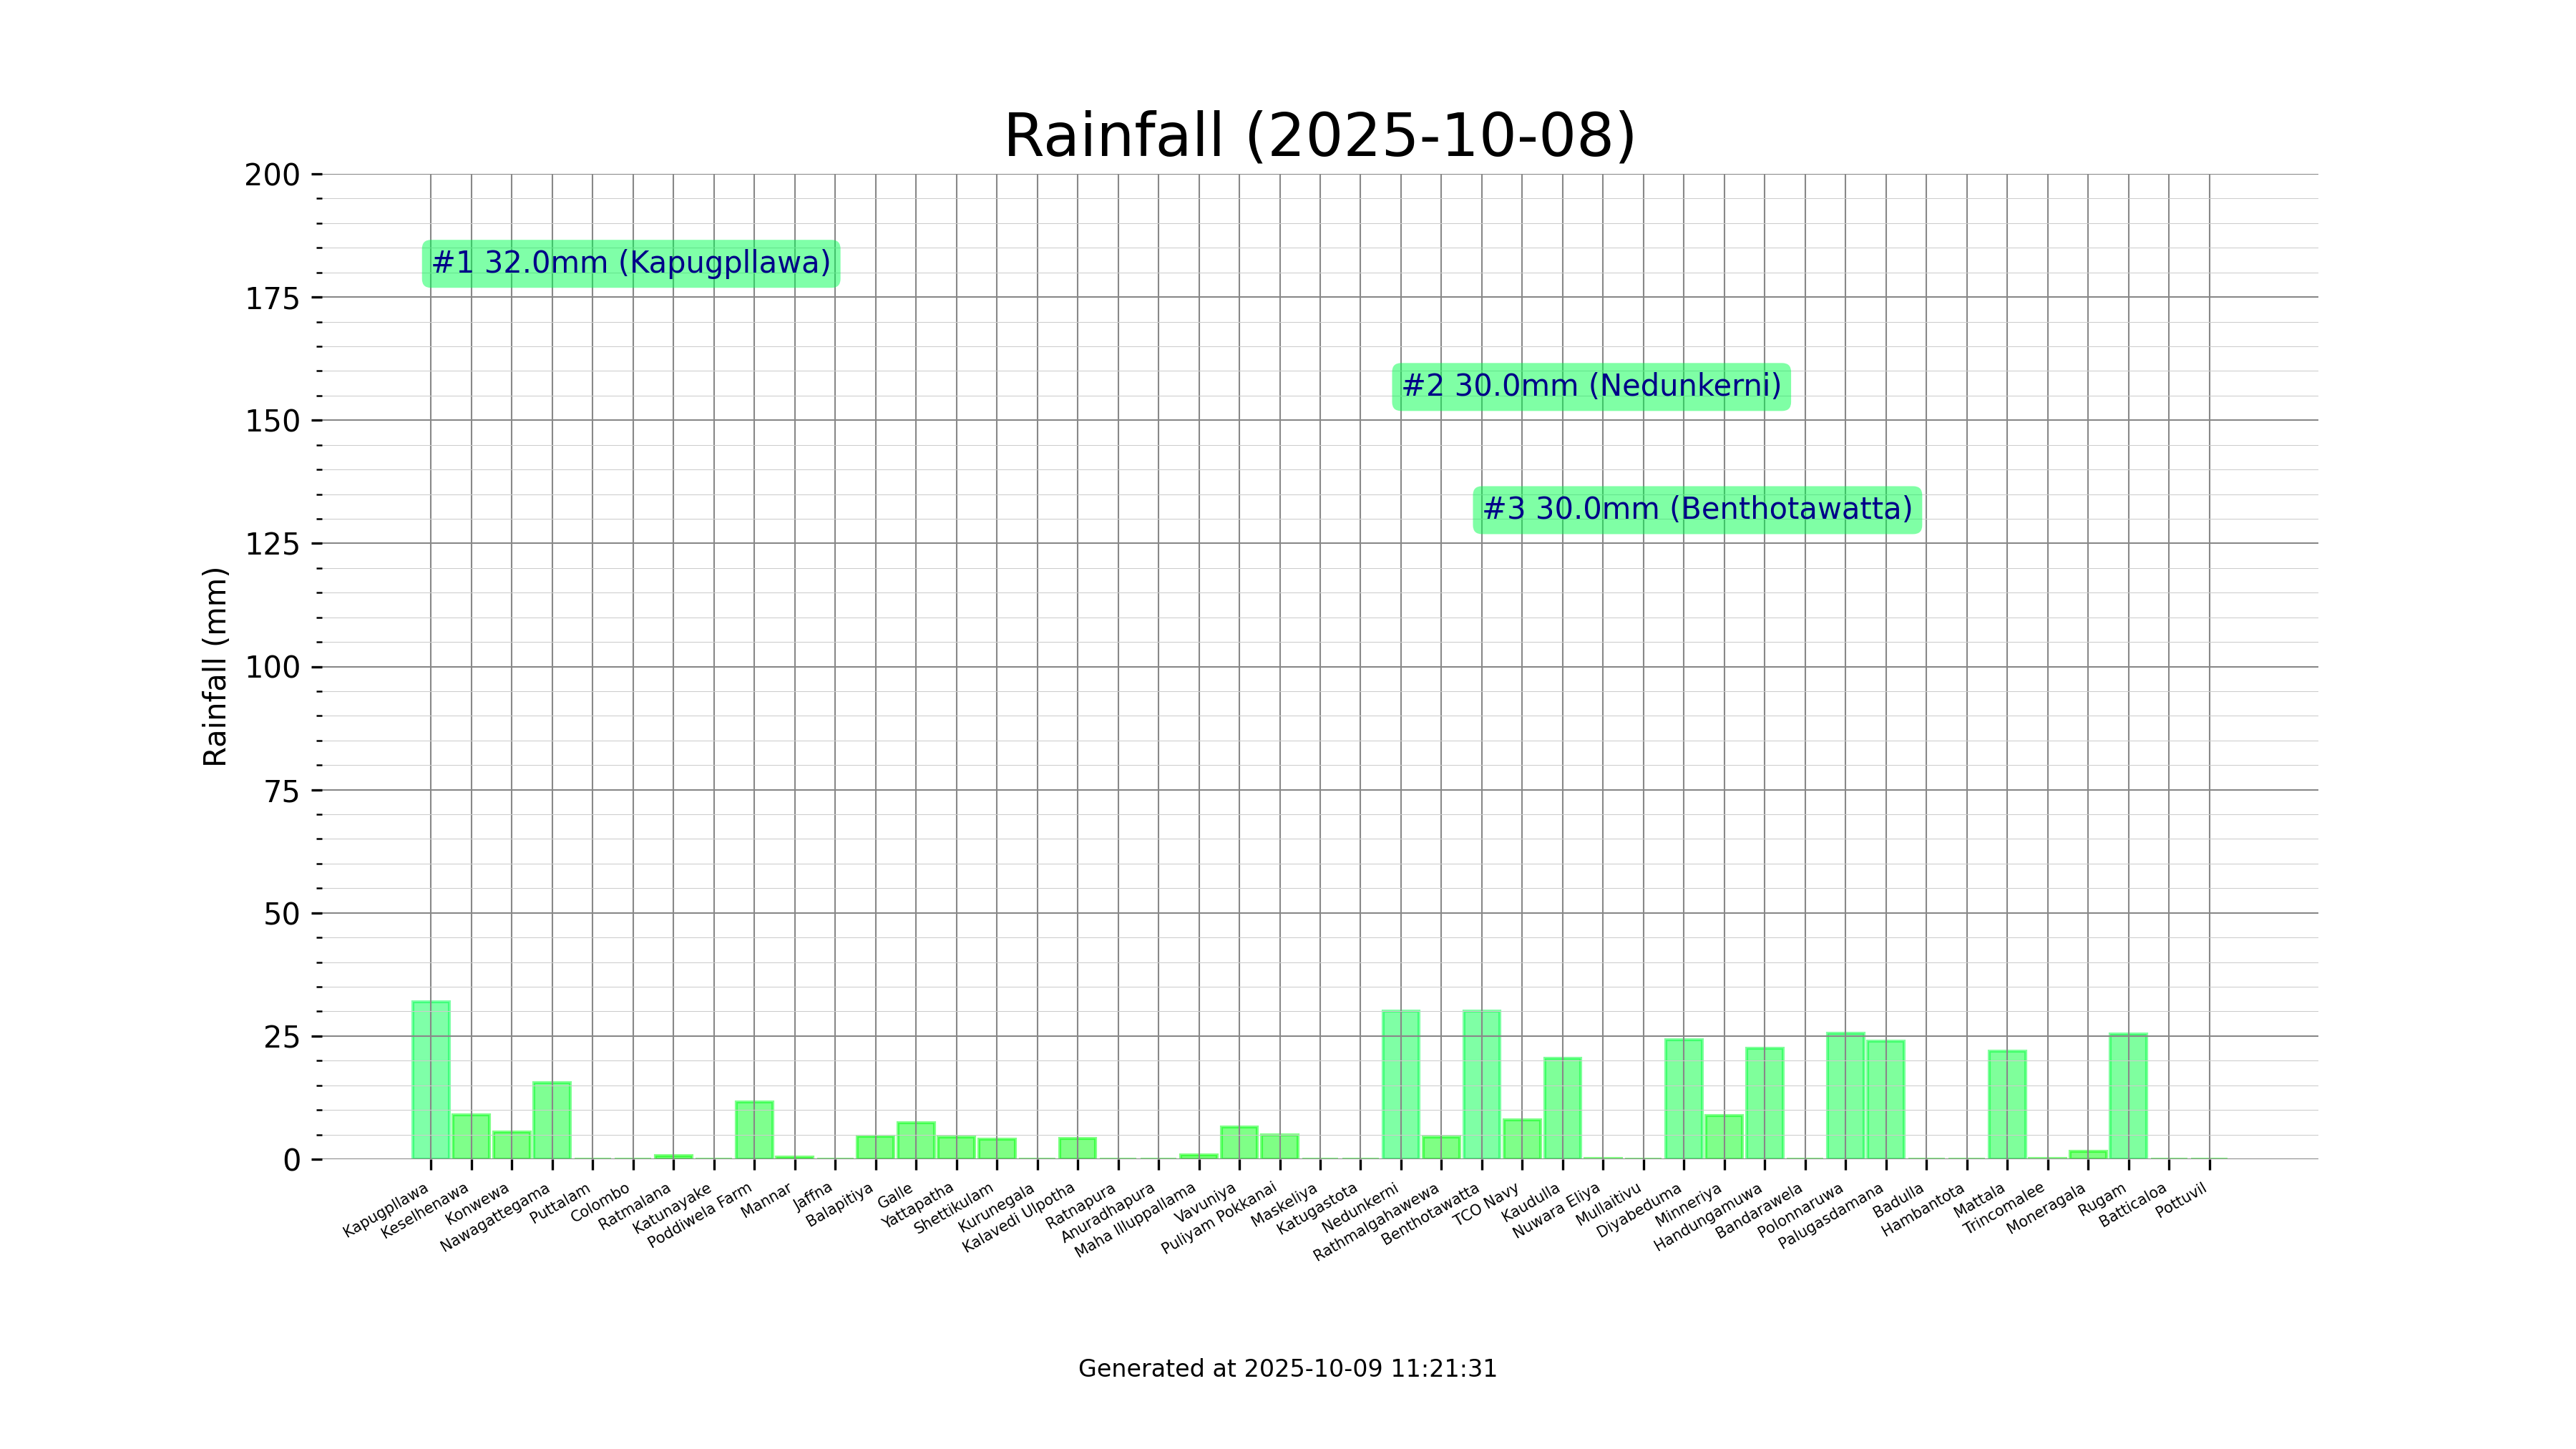 Rainfall (2025-10-08)
200
175
150
125
100
75
50
25
0
Rainfall (mm)
#1 32.0mm (Kapugpllawa)
#2 30.0mm (Nedunkerni)
#3 30.0mm (Benthotawatta)
Kapugpllawa
Keselhenawa
Konwewa
Nawagattegama
Puttalam
Colombo
Ratmalana
Katunayake
Poddiwela Farm
Mannar
Jaffna
Balapitiya
Galle
Yattapatha
Shettikulam
Kurunegala
Kalavedi Ulpotha
Ratnapura
Anuradhapura
Maha Illuppallama
Vavuniya
Puliyam Pokkanai
Maskeliya
Katugastota
Nedunkerni
Rathmalgahawewa
Benthotawatta
TCO Navy
Kaudulla
Nuwara Eliya
Mullaitivu
Diyabeduma
Minneriya
Handungamuwa
Bandarawela
Polonnaruwa
Palugasdamana
Badulla
Hambantota
Mattala
Trincomalee
Moneragala
Rugam
Batticaloa
Pottuvil
Generated at 2025-10-09 11:21:31